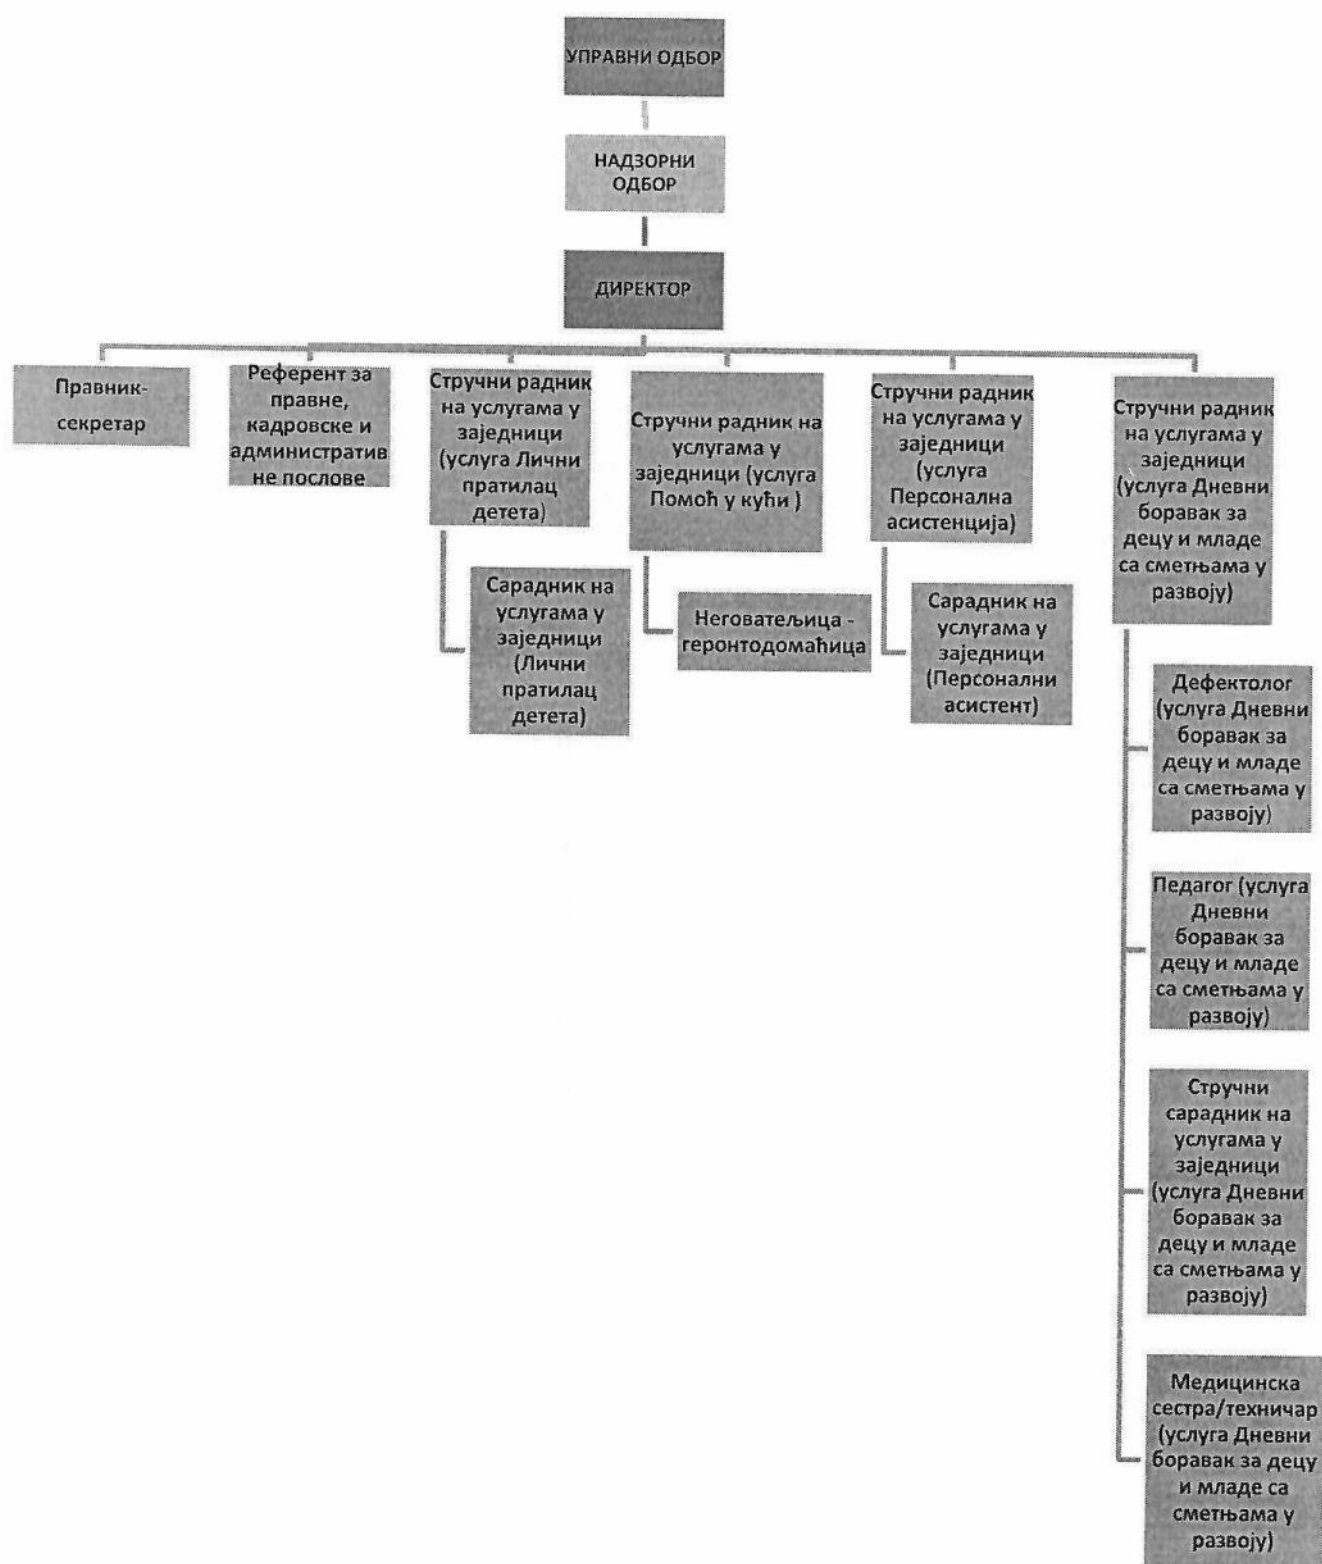 УПРАВНИ ОДБОР
НАДЗОРНИ
ОДБОР
ДИРЕКТОР
Правник-
секретар
Референт за
правне,
кадровске и
административ
не послове
Стручни радник
на услугама у
заједници
(услуга Лични
пратилац
детета)
Стручни радник на
услугама у
заједници (услуга
Помоћ у кући )
Стручни радник
на услугама у
заједници
(услуга
Персонална
асистенција)
Стручни радник
на услугама у
заједници
(услуга Дневни
боравак за
децу и младе
са сметњама у
развоју)
Сарадник на
услугама у
заједници
(Лични
пратилац
детета)
Неговатељица -
геронтодомаћица
Сарадник на
услугама у
заједници
(Персонални
асистент)
Дефектолог
(услуга Дневни
боравак за
децу и младе
са сметњама у
развоју)
Педагог (услуга
Дневни
боравак за
децу и младе
са сметњама у
развоју)
Стручни
сарадник на
услугама у
заједници
(услуга Дневни
боравак за
децу и младе
са сметњама у
развоју)
Медицинска
сестра/техничар
(услуга Дневни
боравак за децу
и младе са
сметњама у
развоју)